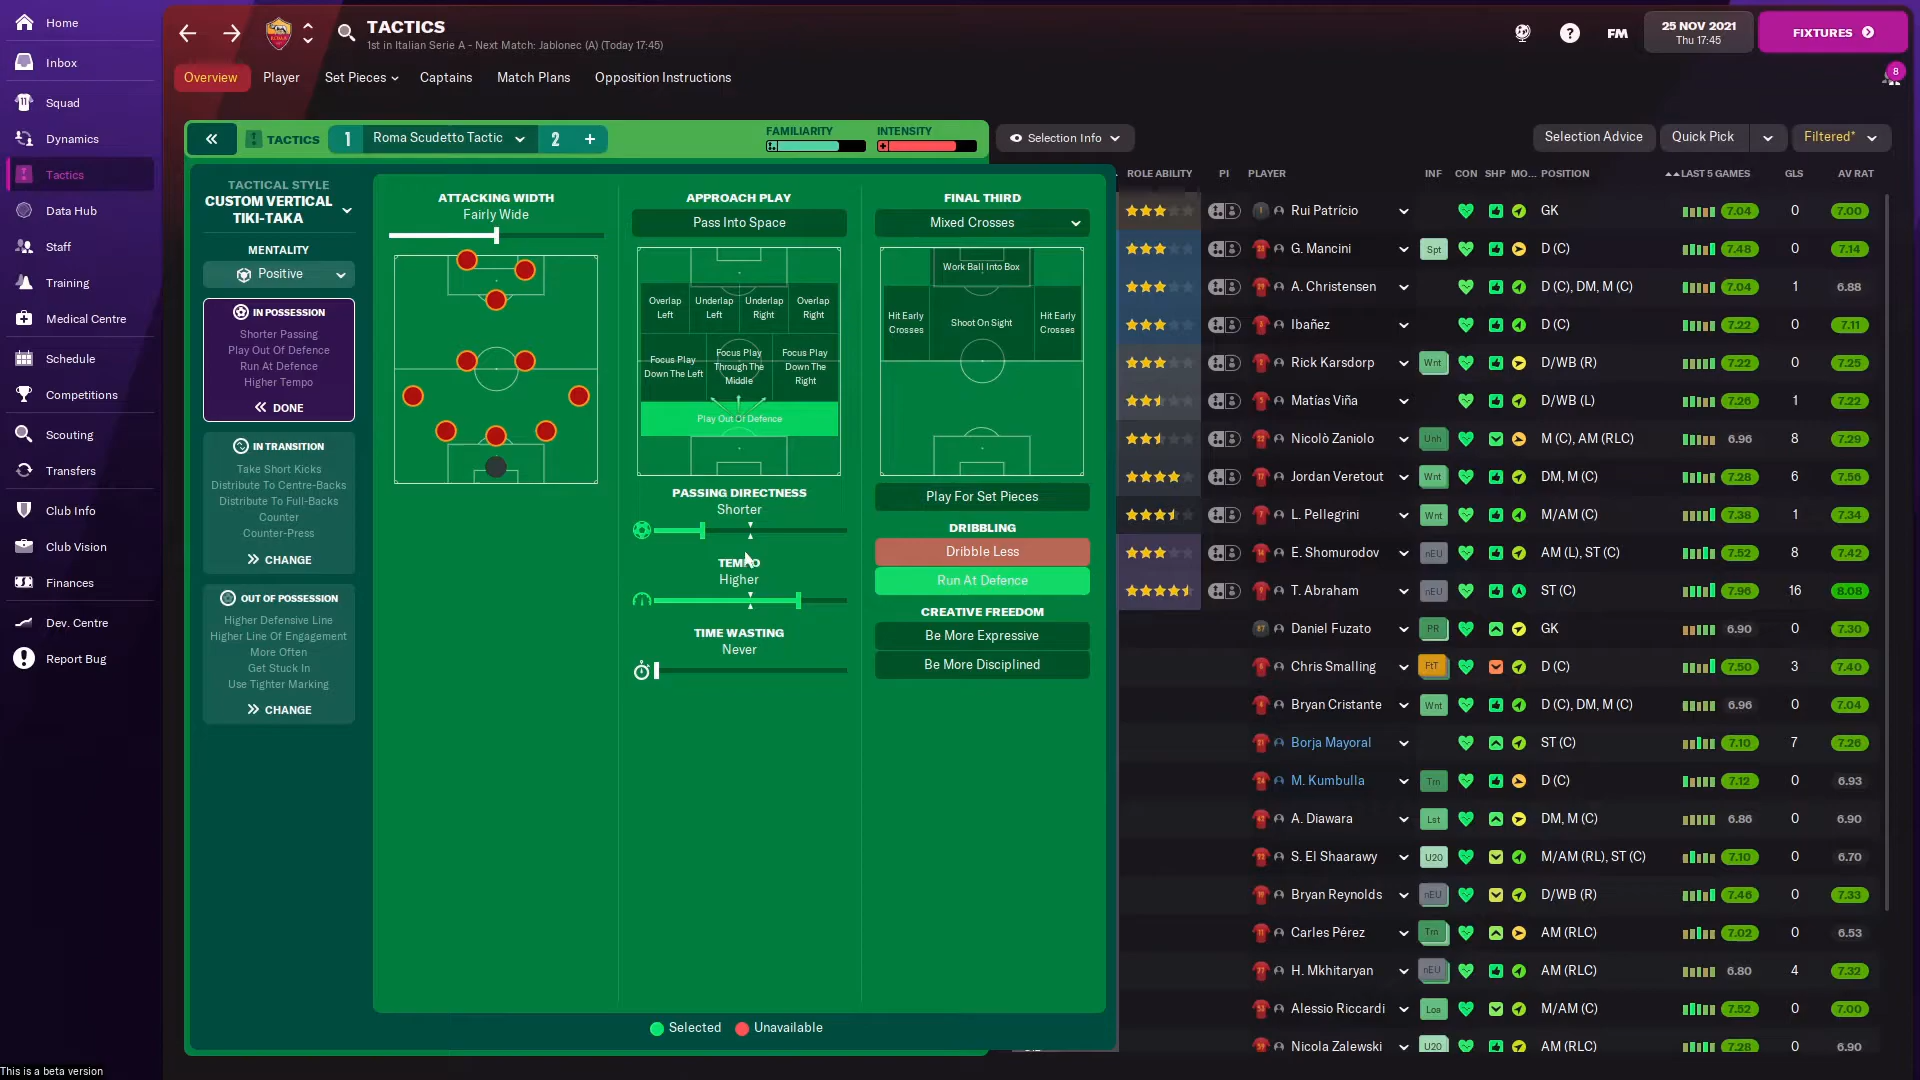 Home
Inbox
Squad
Dynamics
Tactics
Data Hub
Staff
Training
Medical Centre
Schedule
Competitions
Scouting
Transfers
Club Info
Club Vision
Finances
Dev. Centre
Report Bug
This is a beta version
TACTICS
1st in Italian Serie A - Next Match: Jablonec (A) (Today 17:45)
FM
25 NOV 2021
Thu 17:45
FIXTURES
8
Overview
Player
Set Pieces
Captains
Match Plans
Opposition Instructions
TACTICS
1
Roma Scudetto Tactic
2
+
FAMILIARITY
INTENSITY
Selection Info
Selection Advice
Quick Pick
Filtered*
TACTICAL STYLE
CUSTOM VERTICAL
TIKI-TAKA
MENTALITY
Positive
IN POSSESSION
Shorter Passing
Play Out Of Defence
Run At Defence
Higher Tempo
DONE
IN TRANSITION
Take Short Kicks
Distribute To Centre-Backs
Distribute To Full-Backs
Counter
Counter-Press
CHANGE
OUT OF POSSESSION
Higher Defensive Line
Higher Line Of Engagement
More Often
Get Stuck In
Use Tighter Marking
CHANGE
ATTACKING WIDTH
Fairly Wide
APPROACH PLAY
Pass Into Space
Overlap Left
Underlap Left
Underlap Right
Overlap Right
Focus Play Down The Left
Focus Play Through The Middle
Focus Play Down The Right
Play Out Of Defence
PASSING DIRECTNESS
Shorter
TEMPO
Higher
TIME WASTING
Never
FINAL THIRD
Mixed Crosses
Work Ball Into Box
Hit Early Crosses
Shoot On Sight
Hit Early Crosses
Play For Set Pieces
DRIBBLING
Dribble Less
Run At Defence
CREATIVE FREEDOM
Be More Expressive
Be More Disciplined
Selected
Unavailable
ROLE ABILITY PI PLAYER INF CON SHP MO... POSITION LAST 5 GAMES GLS AV RAT
Rui Patrício GK 7.04 0 7.00
G. Mancini Spt D (C) 7.48 0 7.14
A. Christensen D (C), DM, M (C) 7.04 1 6.88
Ibañez D (C) 7.22 0 7.11
Rick Karsdorp Wnt D/WB (R) 7.22 0 7.25
Matías Viña D/WB (L) 7.26 1 7.22
Nicolò Zaniolo Unh M (C), AM (RLC) 6.96 8 7.29
Jordan Veretout Wnt DM, M (C) 7.28 6 7.56
L. Pellegrini Wnt M/AM (C) 7.38 1 7.34
E. Shomurodov nEU AM (L), ST (C) 7.52 8 7.42
T. Abraham nEU ST (C) 7.96 16 8.08
Daniel Fuzato PR GK 6.90 0 7.30
Chris Smalling FtT D (C) 7.50 3 7.40
Bryan Cristante Wnt D (C), DM, M (C) 6.96 0 7.04
Borja Mayoral ST (C) 7.10 7 7.26
M. Kumbulla Trn D (C) 7.12 0 6.93
A. Diawara Lst DM, M (C) 6.86 0 6.90
S. El Shaarawy U20 M/AM (RL), ST (C) 7.10 0 6.70
Bryan Reynolds nEU D/WB (R) 7.46 0 7.33
Carles Pérez Trn AM (RLC) 7.02 0 6.53
H. Mkhitaryan nEU AM (RLC) 6.80 4 7.32
Alessio Riccardi Loa M/AM (C) 7.52 0 7.00
Nicola Zalewski U20 AM (RLC) 7.28 0 6.90